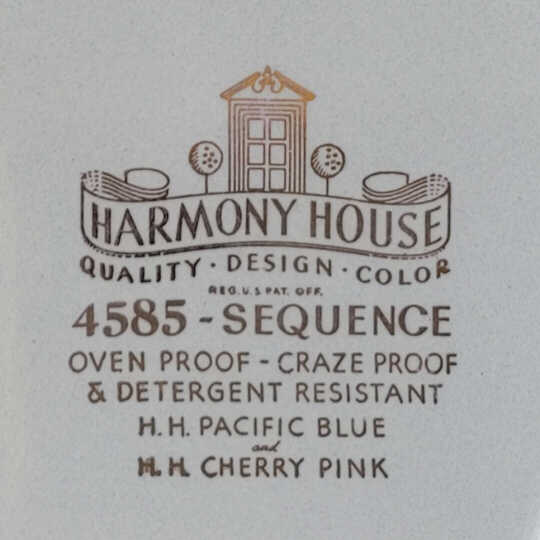 HARMONY HOUSE
QUALITY · DESIGN · COLOR
REG. U.S. PAT. OFF.
4585 - SEQUENCE
OVEN PROOF - CRAZE PROOF
& DETERGENT RESISTANT
H.H. PACIFIC BLUE
and
H.H. CHERRY PINK